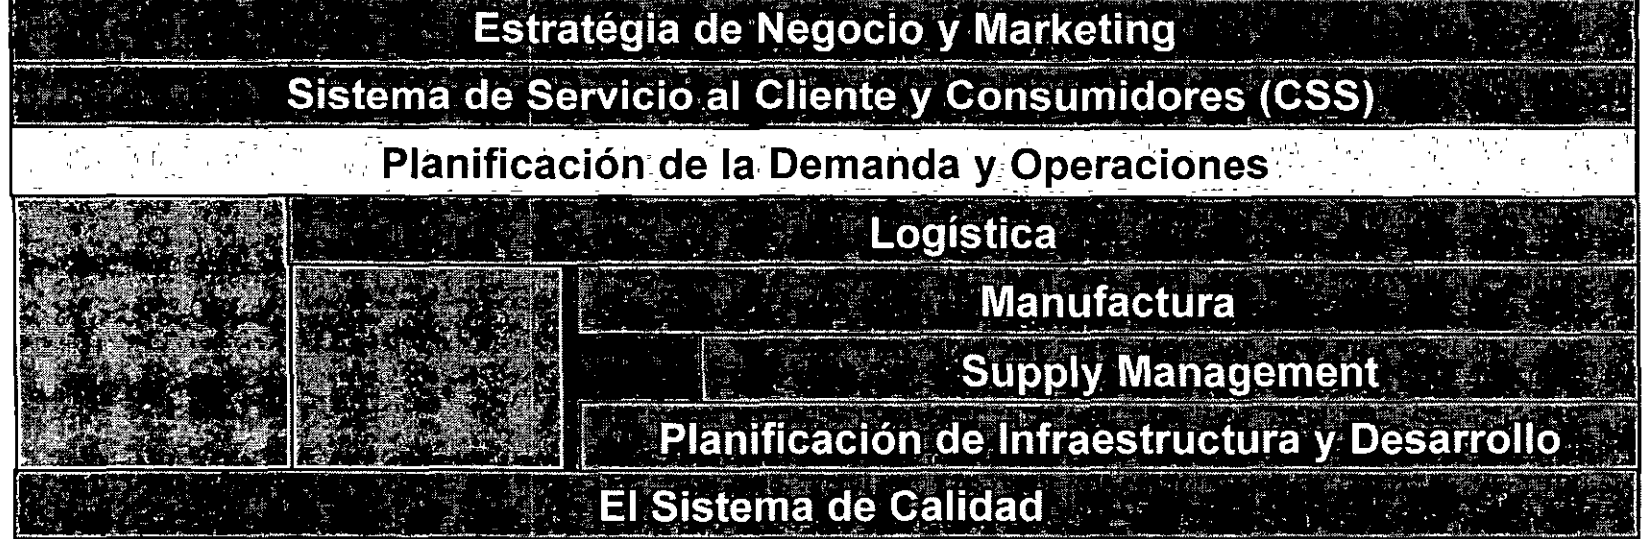 Estratégia de Negocio y Marketing
Sistema de Servicio al Cliente y Consumidores (CSS)
Planificación de la Demanda y Operaciones
Logística
Manufactura
Supply Management
Planificación de Infraestructura y Desarrollo
El Sistema de Calidad